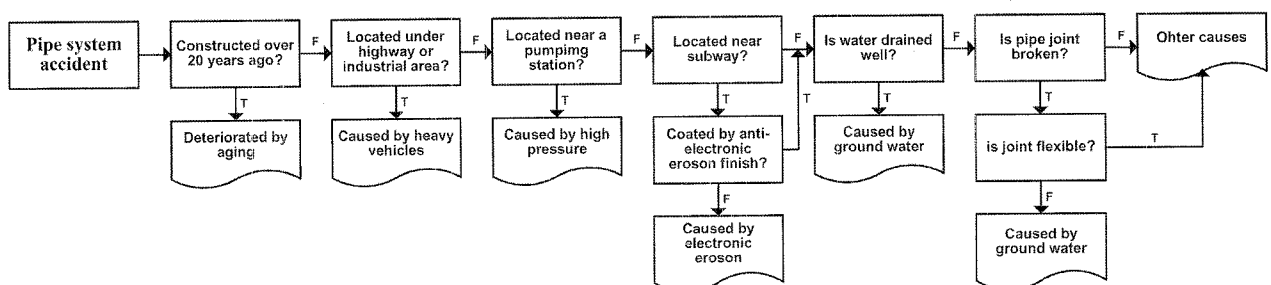 Pipe system
accident
Constructed over
20 years ago?
F
T
Deteriorated by
aging
Located under
highway or
industrial area?
F
T
Caused by heavy
vehicles
Located near a
pumpimg
station?
F
T
Caused by high
pressure
Located near
subway?
F
T
T
Coated by anti-
electronic
eroson finish?
F
Caused by
electronic
eroson
Is water drained
well?
F
T
Caused by
ground water
Is pipe joint
broken?
F
T
is joint flexible?
T
F
Caused by
ground water
Ohter causes